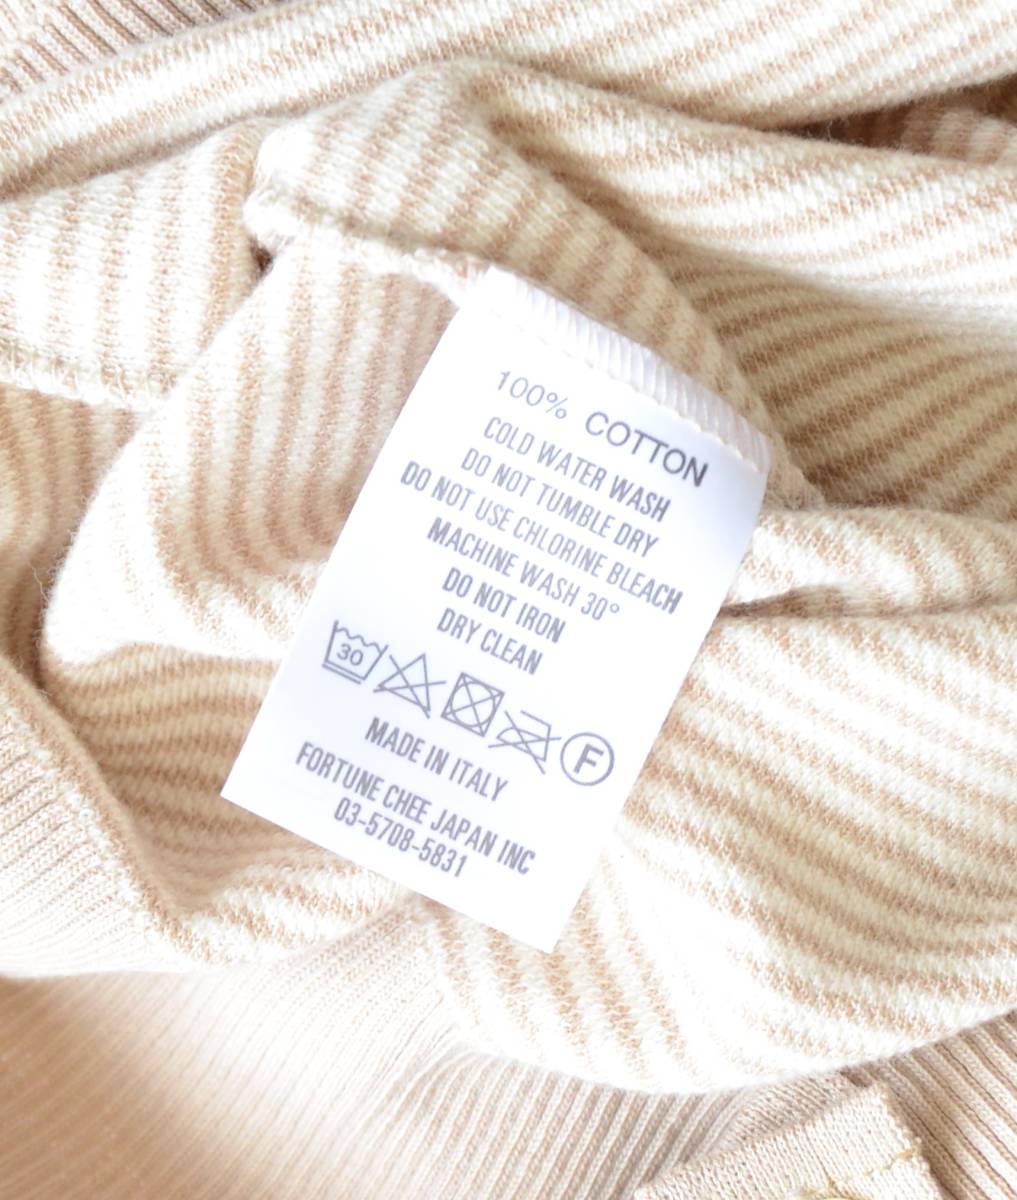 100% COTTON
COLD WATER WASH
DO NOT TUMBLE DRY
DO NOT USE CHLORINE BLEACH
MACHINE WASH 30°
DO NOT IRON
DRY CLEAN
30 F
MADE IN ITALY
FORTUNE CHEE JAPAN INC
03-5708-5831